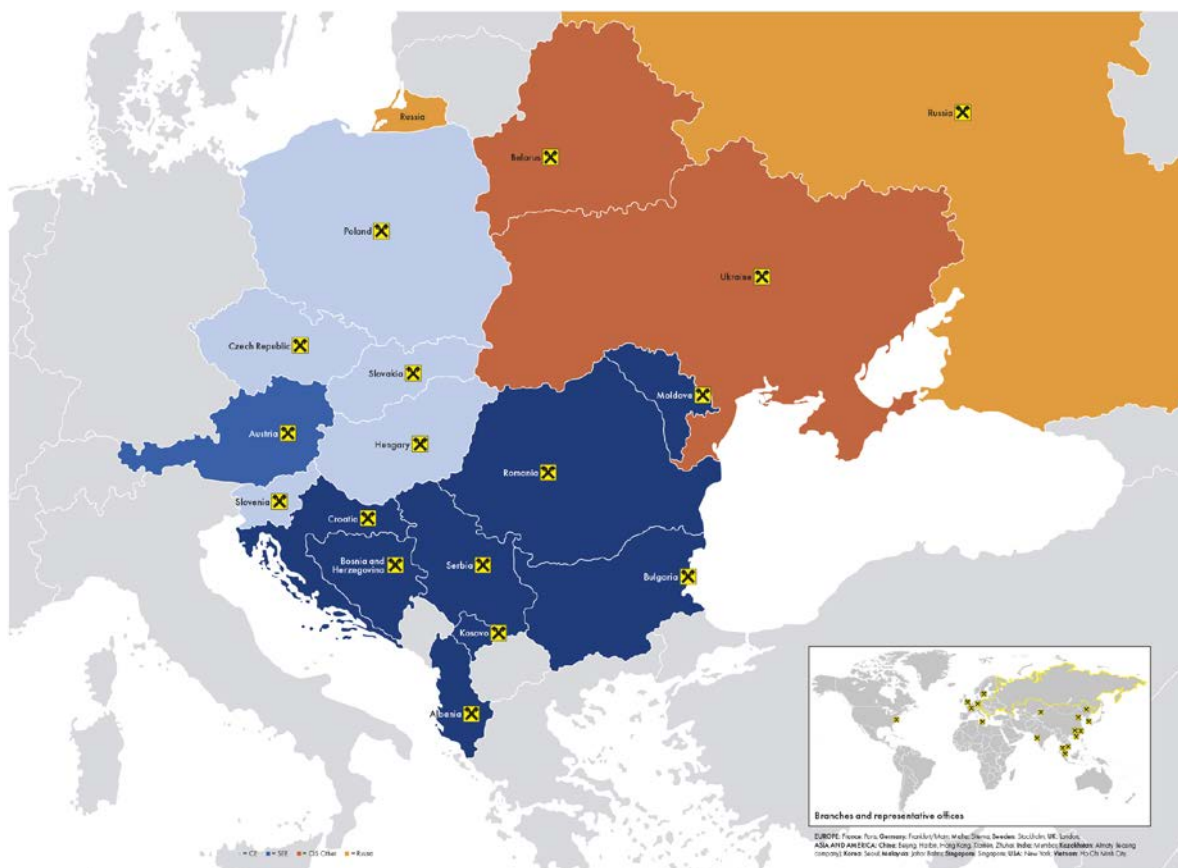 Russia
Russia
Belarus
Poland
Ukraine
Czech Republic
Slovakia
Moldova
Austria
Hungary
Romania
Slovenia
Croatia
Bosnia and
Herzegovina
Serbia
Bulgaria
Kosovo
Albania
Branches and representative offices
EUROPE: France: Paris, Germany: Frankfurt/Main, Malta: Sliema, Sweden: Stockholm, UK: London,
ASIA AND AMERICA: China: Beijing, Harbin, Hong Kong, Xiamen, Zhuhai, India: Mumbai, Kazakhstan: Almaty (leasing
company), Korea: Seoul, Malaysia: Johor Bahru, Singapore: Singapore, USA: New York, Vietnam: Ho Chi Minh City
= CE = SEE = CIS Other = Russia